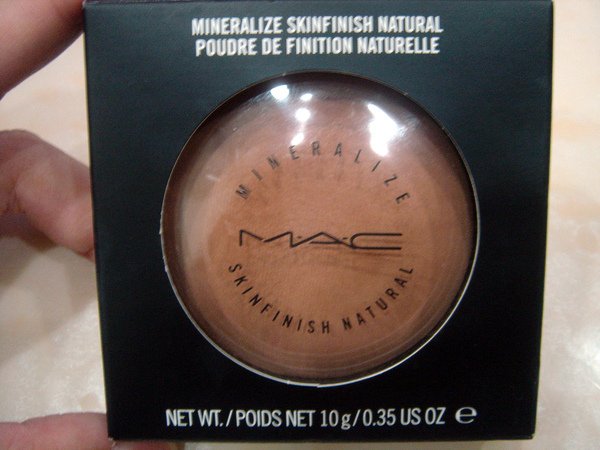 MINERALIZE SKINFINISH NATURAL
POUDRE DE FINITION NATURELLE
MINERALIZE
M·A·C
SKINFINISH NATURAL
NET WT./POIDS NET 10 g/0.35 US OZ ℮